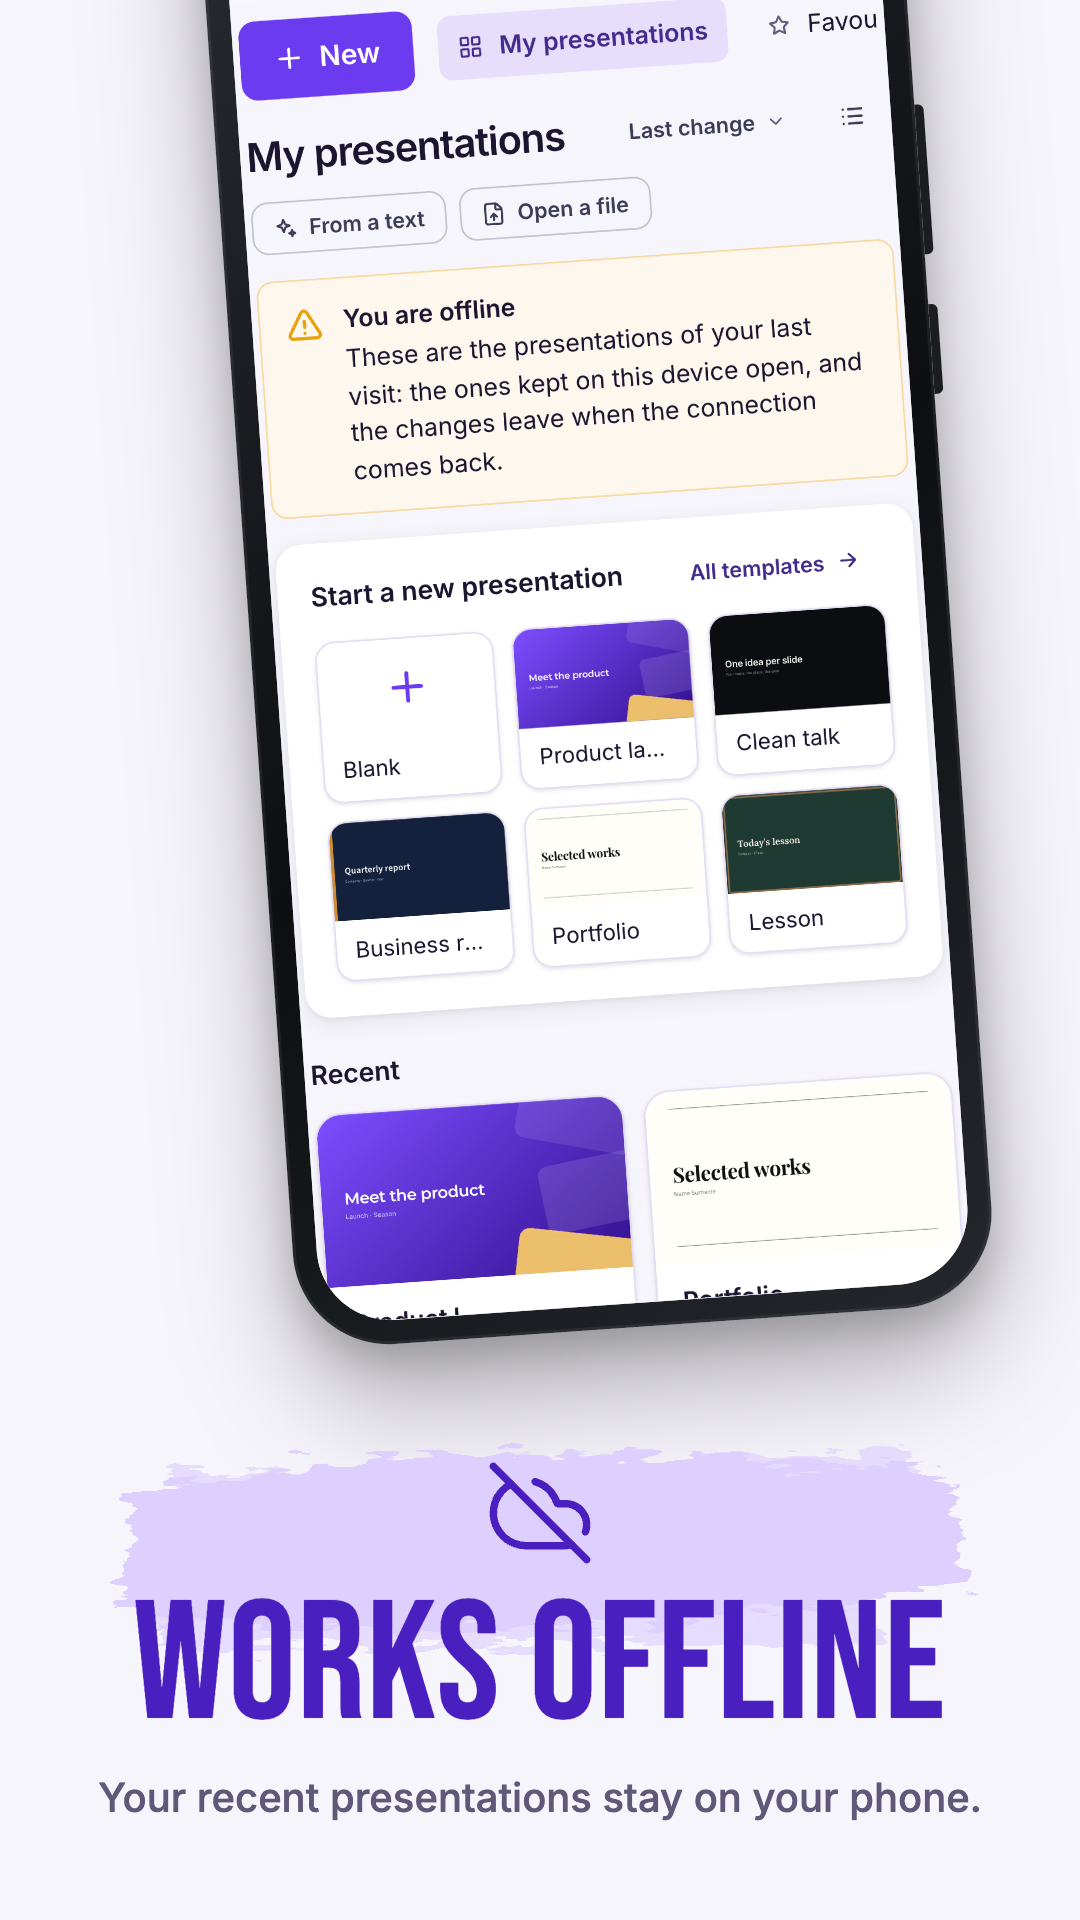 New
My presentations
Favou
My presentations
Last change
From a text
Open a file
You are offline
These are the presentations of your last
visit: the ones kept on this device open, and
the changes leave when the connection
comes back.
Start a new presentation
All templates
Blank
Meet the product
Product la...
One idea per slide
Clean talk
Quarterly report
Business r...
Selected works
Portfolio
Today's lesson
Lesson
Recent
Meet the product
Launch · Season
Selected works
Name Surname
Portfolio
WORKS OFFLINE
Your recent presentations stay on your phone.